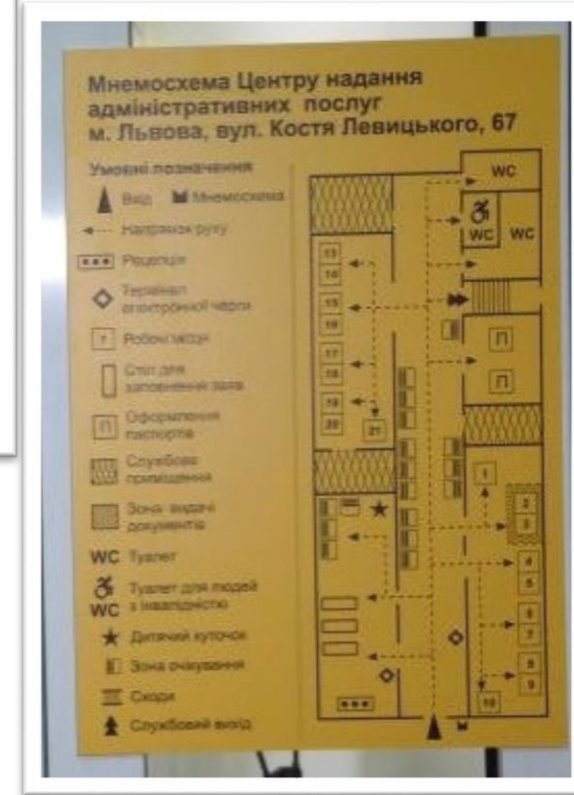 Мнемосхема Центру надання
адміністративних послуг
м. Львова, вул. Костя Левицького, 67
Умовні позначення
Вхід
Мнемосхема
Напрямок руху
Рецепція
Термінал
електронної черги
Робочі місця
Стіл для
заповнення заяв
П
Оформлення
паспортів
Службове
приміщення
Зона видачі
документів
WC Туалет
WC
Туалет для людей
з інвалідністю
Дитячий куточок
Зона очікування
Сходи
Службовий вихід
WC
WC
WC
13
14
15
16
17
18
19
20
21
П
П
1
2
3
4
5
6
7
8
9
10